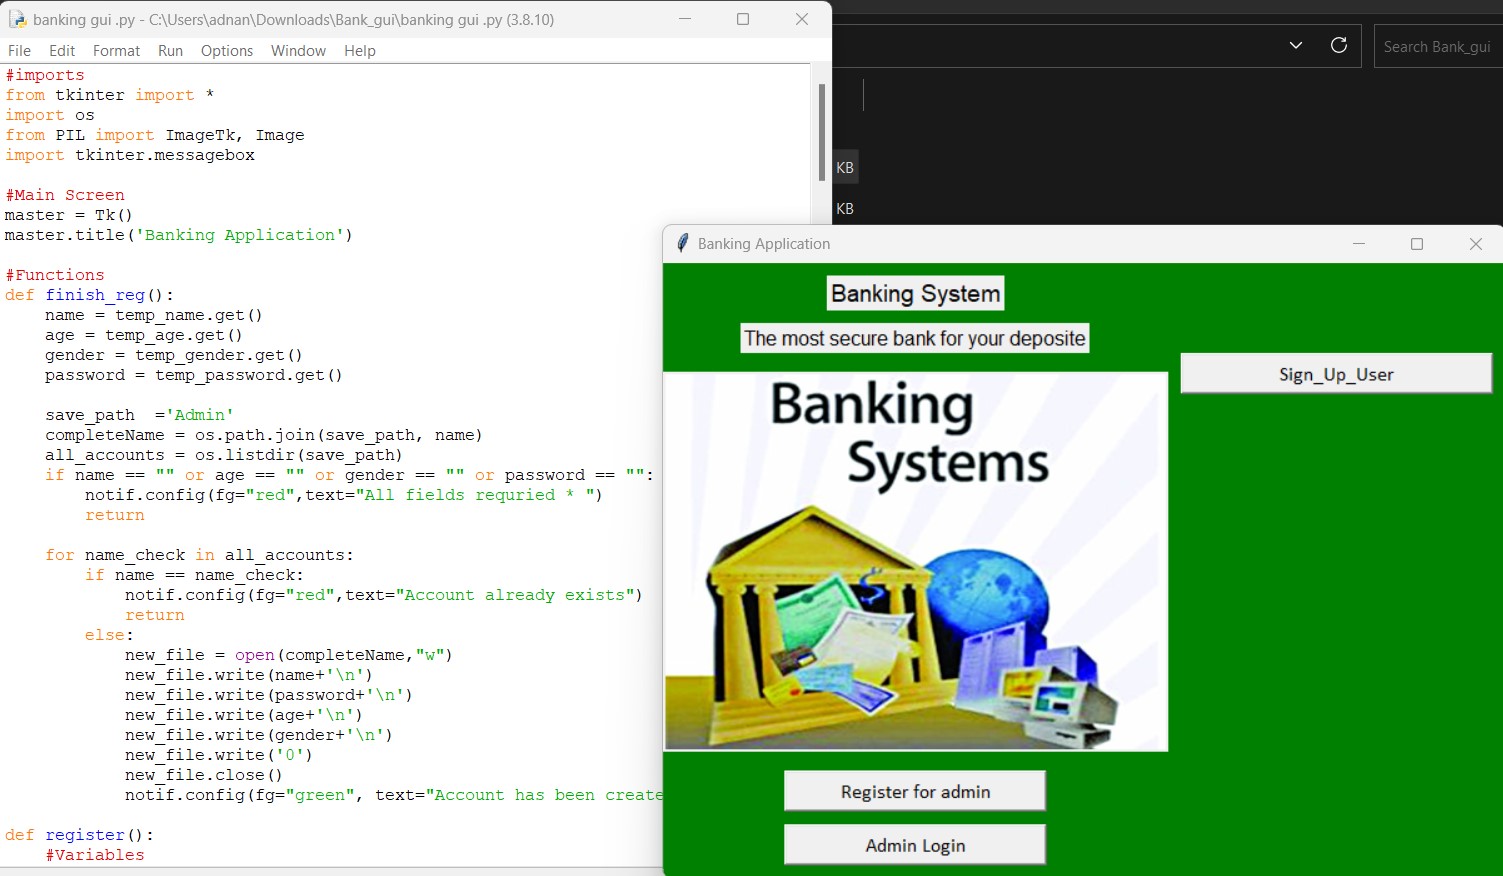 banking gui .py - C:\Users\adnan\Downloads\Bank_gui\banking gui .py (3.8.10)
File Edit Format Run Options Window Help
#imports
from tkinter import *
import os
from PIL import ImageTk, Image
import tkinter.messagebox
#Main Screen
master = Tk()
master.title('Banking Application')
#Functions
def finish_reg():
    name = temp_name.get()
    age = temp_age.get()
    gender = temp_gender.get()
    password = temp_password.get()
    save_path  ='Admin'
    completeName = os.path.join(save_path, name)
    all_accounts = os.listdir(save_path)
    if name == "" or age == "" or gender == "" or password == "":
        notif.config(fg="red",text="All fields requried * ")
        return
    for name_check in all_accounts:
        if name == name_check:
            notif.config(fg="red",text="Account already exists")
            return
        else:
            new_file = open(completeName,"w")
            new_file.write(name+'\n')
            new_file.write(password+'\n')
            new_file.write(age+'\n')
            new_file.write(gender+'\n')
            new_file.write('0')
            new_file.close()
            notif.config(fg="green", text="Account has been create
def register():
    #Variables
Search Bank_gui
KB
KB
Banking Application
Banking System
The most secure bank for your deposite
Sign_Up_User
Banking
Systems
Register for admin
Admin Login